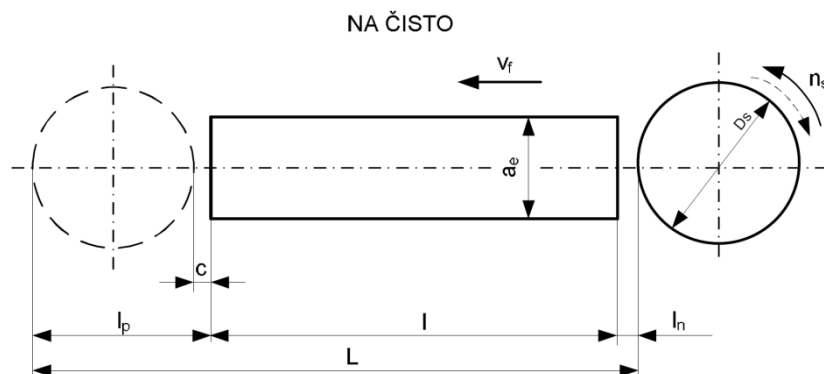 NA ČISTO
v_f
n_s
Ds
a_e
c
l_p
l
l_n
L